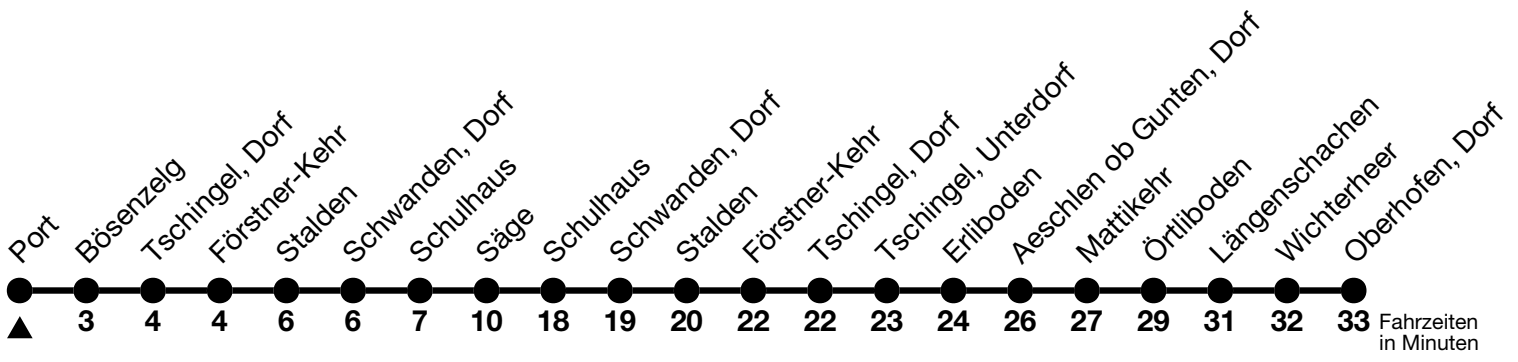 Port
Bösenzelg
Tschingel, Dorf
Förstner-Kehr
Stalden
Schwanden, Dorf
Schulhaus
Säge
Schulhaus
Schwanden, Dorf
Stalden
Förstner-Kehr
Tschingel, Dorf
Tschingel, Unterdorf
Erliboden
Aeschlen ob Gunten, Dorf
Mattikehr
Örtliboden
Längenschachen
Wichterheer
Oberhofen, Dorf
3 4 4 6 6 7 10 18 19 20 22 22 23 24 26 27 29 31 32 33 Fahrzeiten
in Minuten